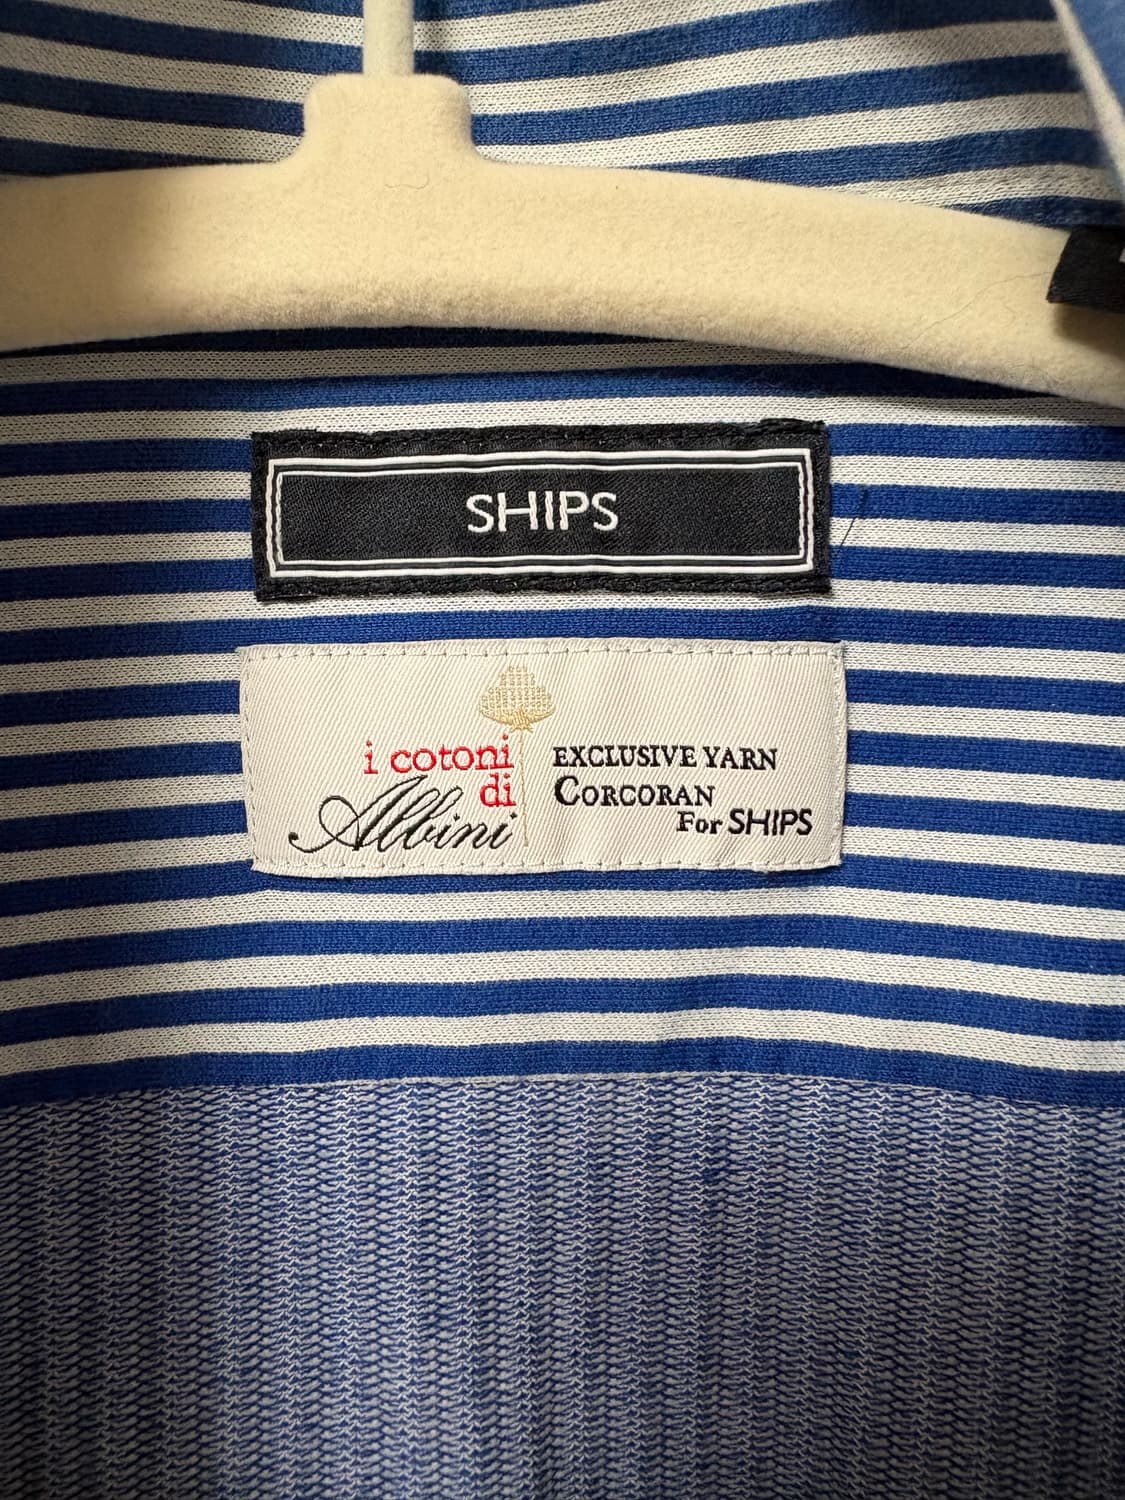 SHIPS
i cotoni
di
Albini
EXCLUSIVE YARN
CORCORAN
For SHIPS